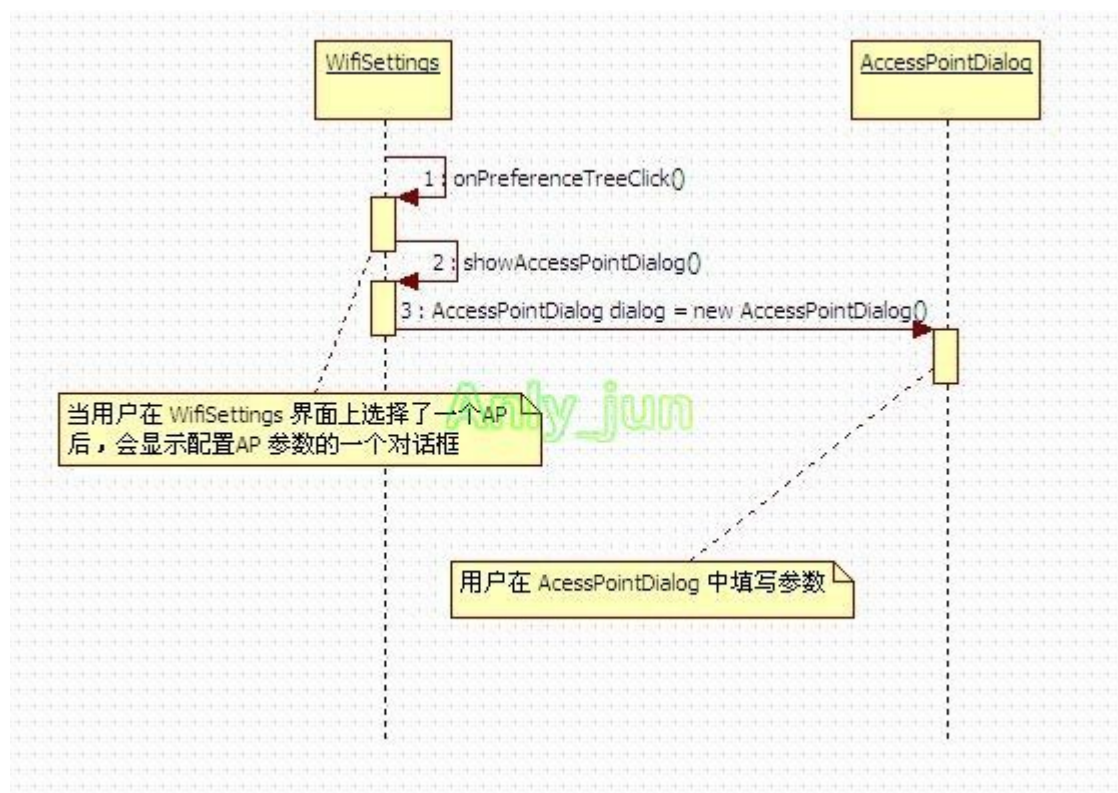 WifiSettings
AccessPointDialog
1 : onPreferenceTreeClick()
2 : showAccessPointDialog()
3 : AccessPointDialog dialog = new AccessPointDialog()
Anly_jun
当用户在 WifiSettings 界面上选择了一个AP
后，会显示配置AP 参数的一个对话框
用户在 AcessPointDialog 中填写参数